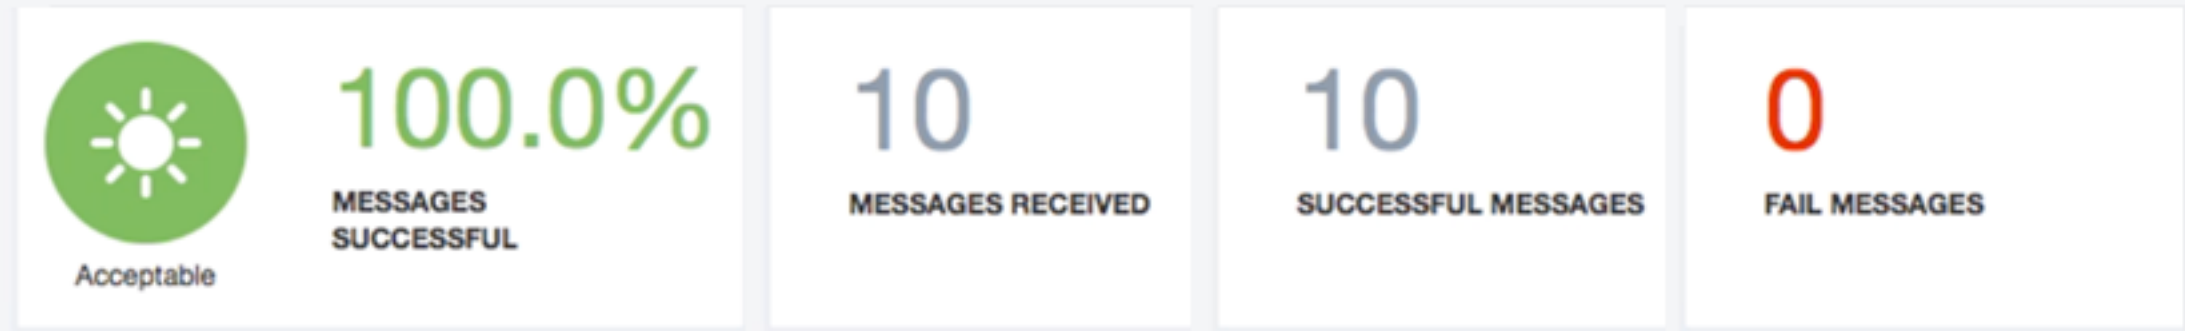 100.0%
MESSAGES
SUCCESSFUL
Acceptable
10
MESSAGES RECEIVED
10
SUCCESSFUL MESSAGES
0
FAIL MESSAGES